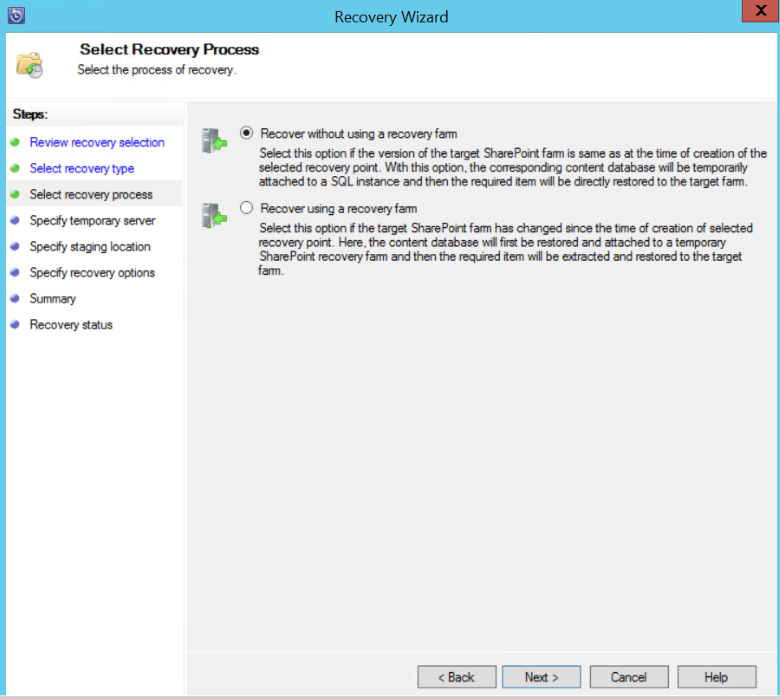 Recovery Wizard
X
Select Recovery Process
Select the process of recovery.
Steps:
Review recovery selection
Select recovery type
Select recovery process
Specify temporary server
Specify staging location
Specify recovery options
Summary
Recovery status
Recover without using a recovery farm
Select this option if the version of the target SharePoint farm is same as at the time of creation of the
selected recovery point. With this option, the corresponding content database will be temporarily
attached to a SQL instance and then the required item will be directly restored to the target farm.
Recover using a recovery farm
Select this option if the target SharePoint farm has changed since the time of creation of selected
recovery point. Here, the content database will first be restored and attached to a temporary
SharePoint recovery farm and then the required item will be extracted and restored to the target
farm.
< Back
Next >
Cancel
Help